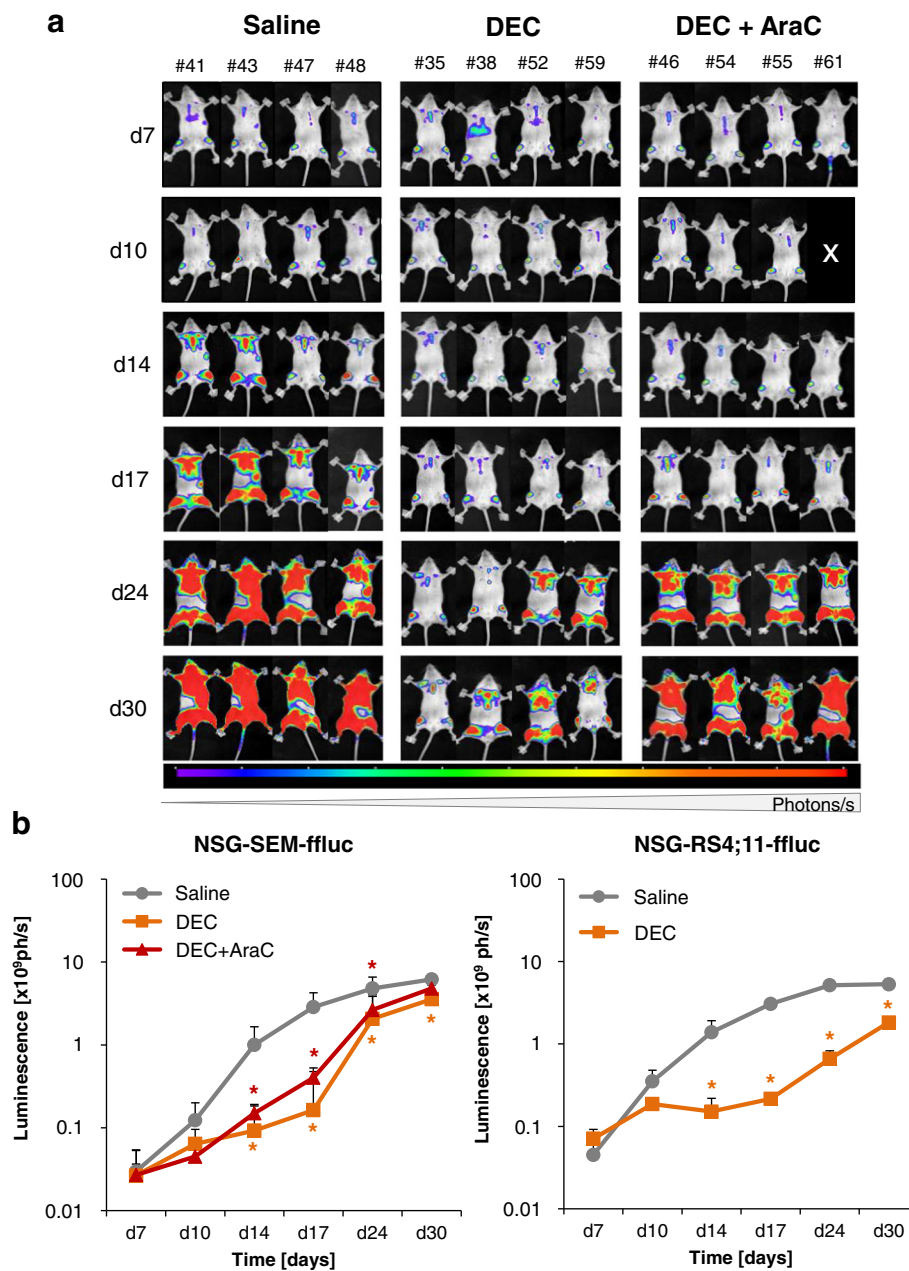 a
Saline DEC DEC + AraC
#41 #43 #47 #48 #35 #38 #52 #59 #46 #54 #55 #61
d7
d10 X
d14
d17
d24
d30
Photons/s
b
NSG-SEM-ffluc
Luminescence [x10⁹ph/s]
100
10
1
0.1
0.01
Saline
DEC
DEC+AraC
* * * * * * *
d7 d10 d14 d17 d24 d30
Time [days]
NSG-RS4;11-ffluc
Luminescence [x10⁹ ph/s]
100
10
1
0.1
0.01
Saline
DEC
* * * *
d7 d10 d14 d17 d24 d30
Time [days]